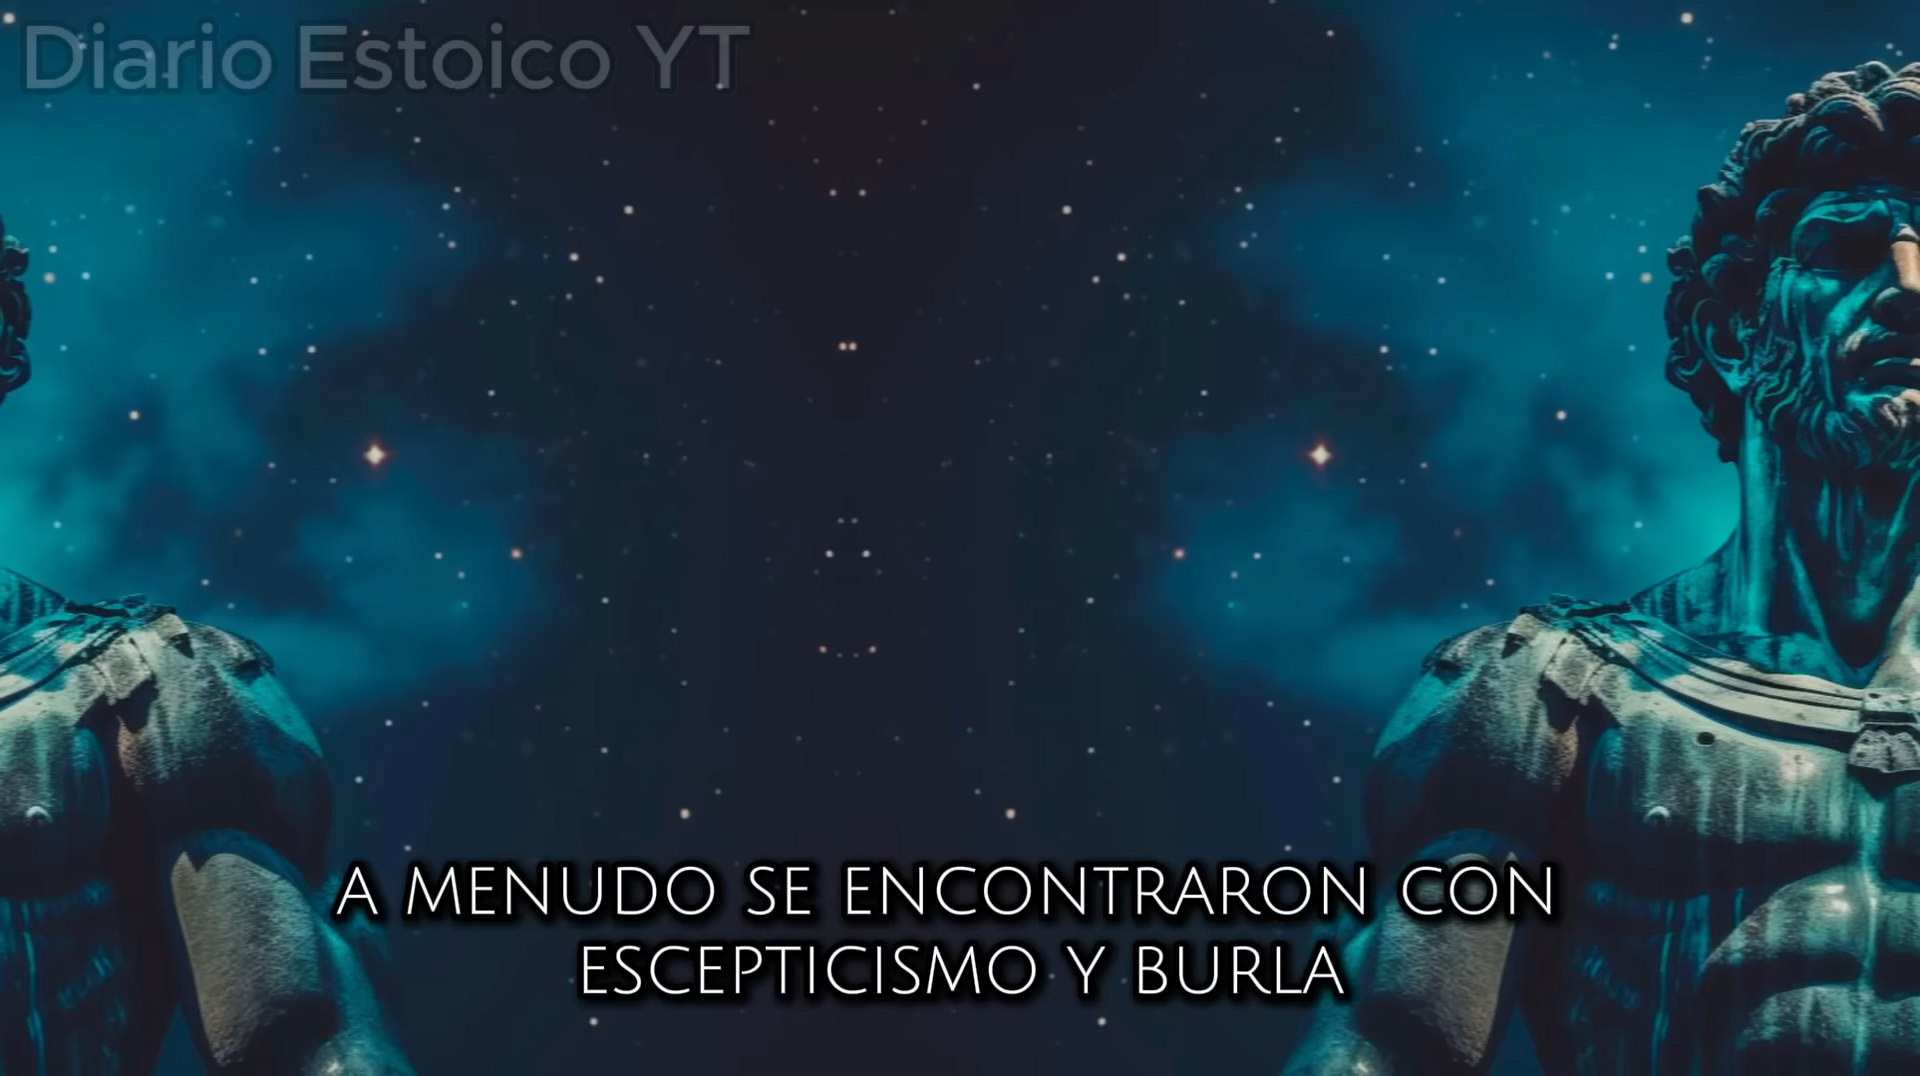 Diario Estoico YT
A MENUDO SE ENCONTRARON CON
ESCEPTICISMO Y BURLA